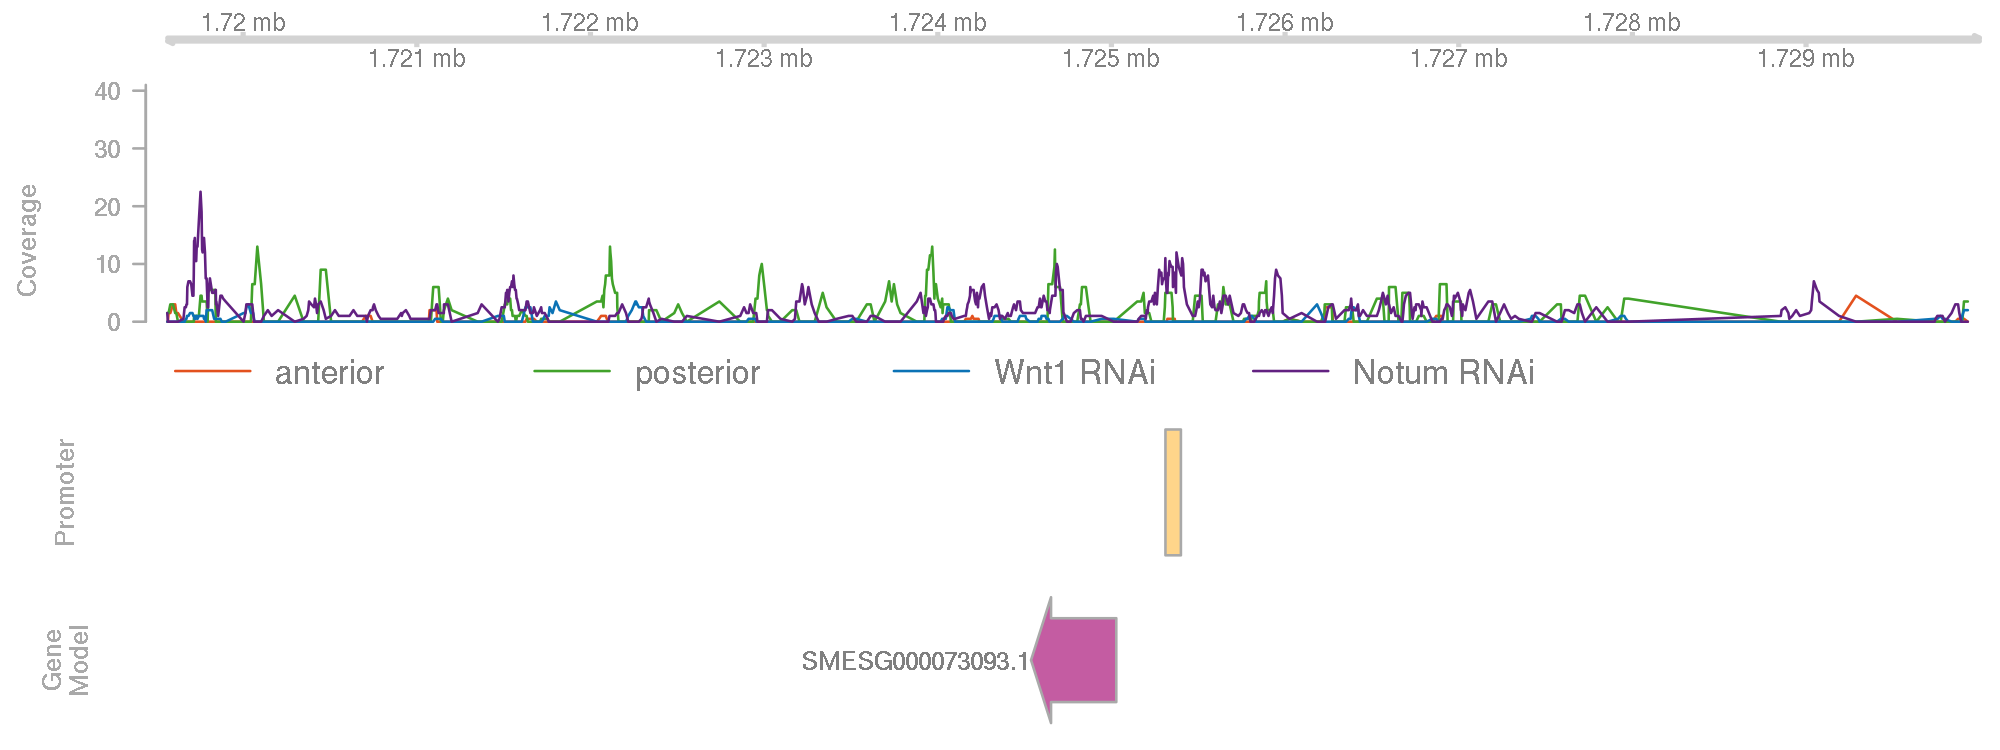 1.72 mb 1.722 mb 1.724 mb 1.726 mb 1.728 mb
1.721 mb 1.723 mb 1.725 mb 1.727 mb 1.729 mb
Coverage
40
30
20
10
0
anterior posterior Wnt1 RNAi Notum RNAi
Promoter
Gene
Model
SMESG000073093.1